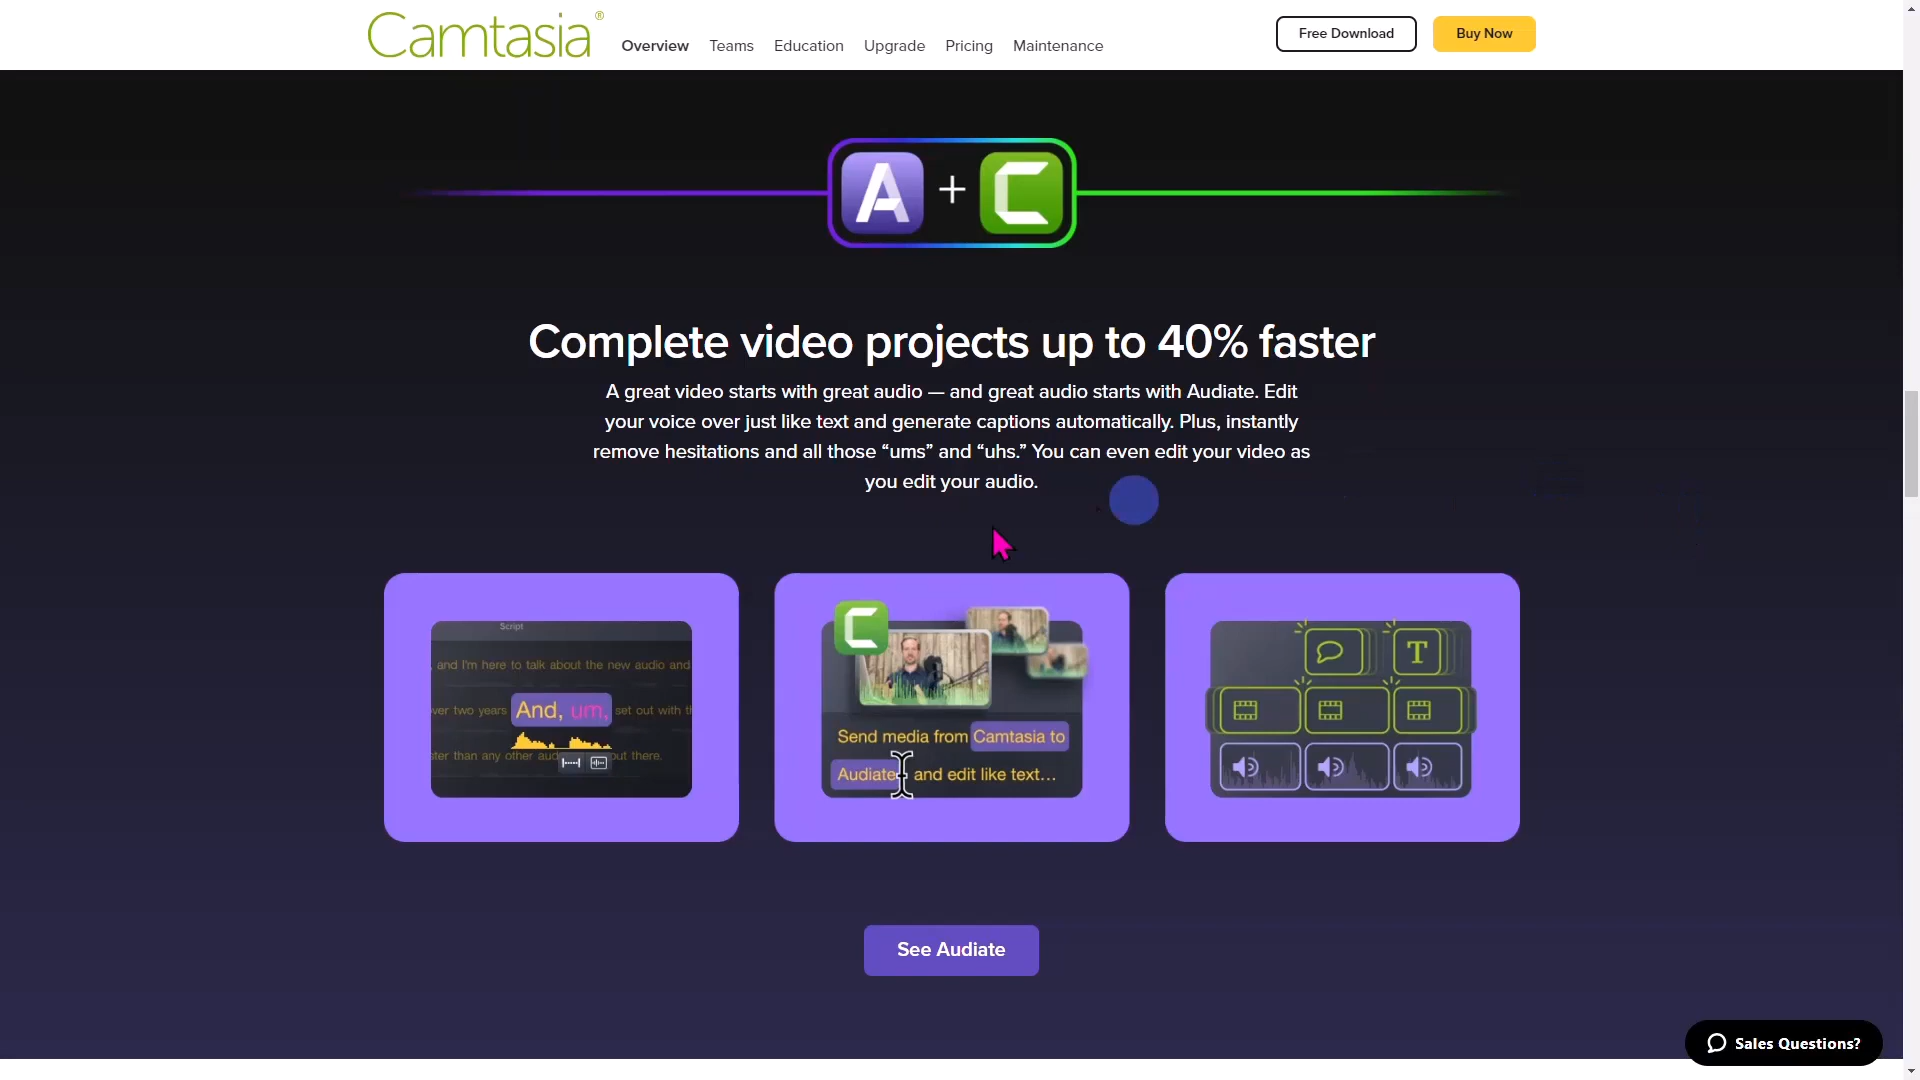 Camtasia®
Overview Teams Education Upgrade Pricing Maintenance
Free Download
Buy Now
A + C
Complete video projects up to 40% faster
A great video starts with great audio — and great audio starts with Audiate. Edit
your voice over just like text and generate captions automatically. Plus, instantly
remove hesitations and all those “ums” and “uhs.” You can even edit your video as
you edit your audio.
Script
and I'm here to talk about the new audio and
ver two years And, um, set out with th
ter than any other aud put there.
C
Send media from Camtasia to
Audiate and edit like text...
T
See Audiate
Sales Questions?